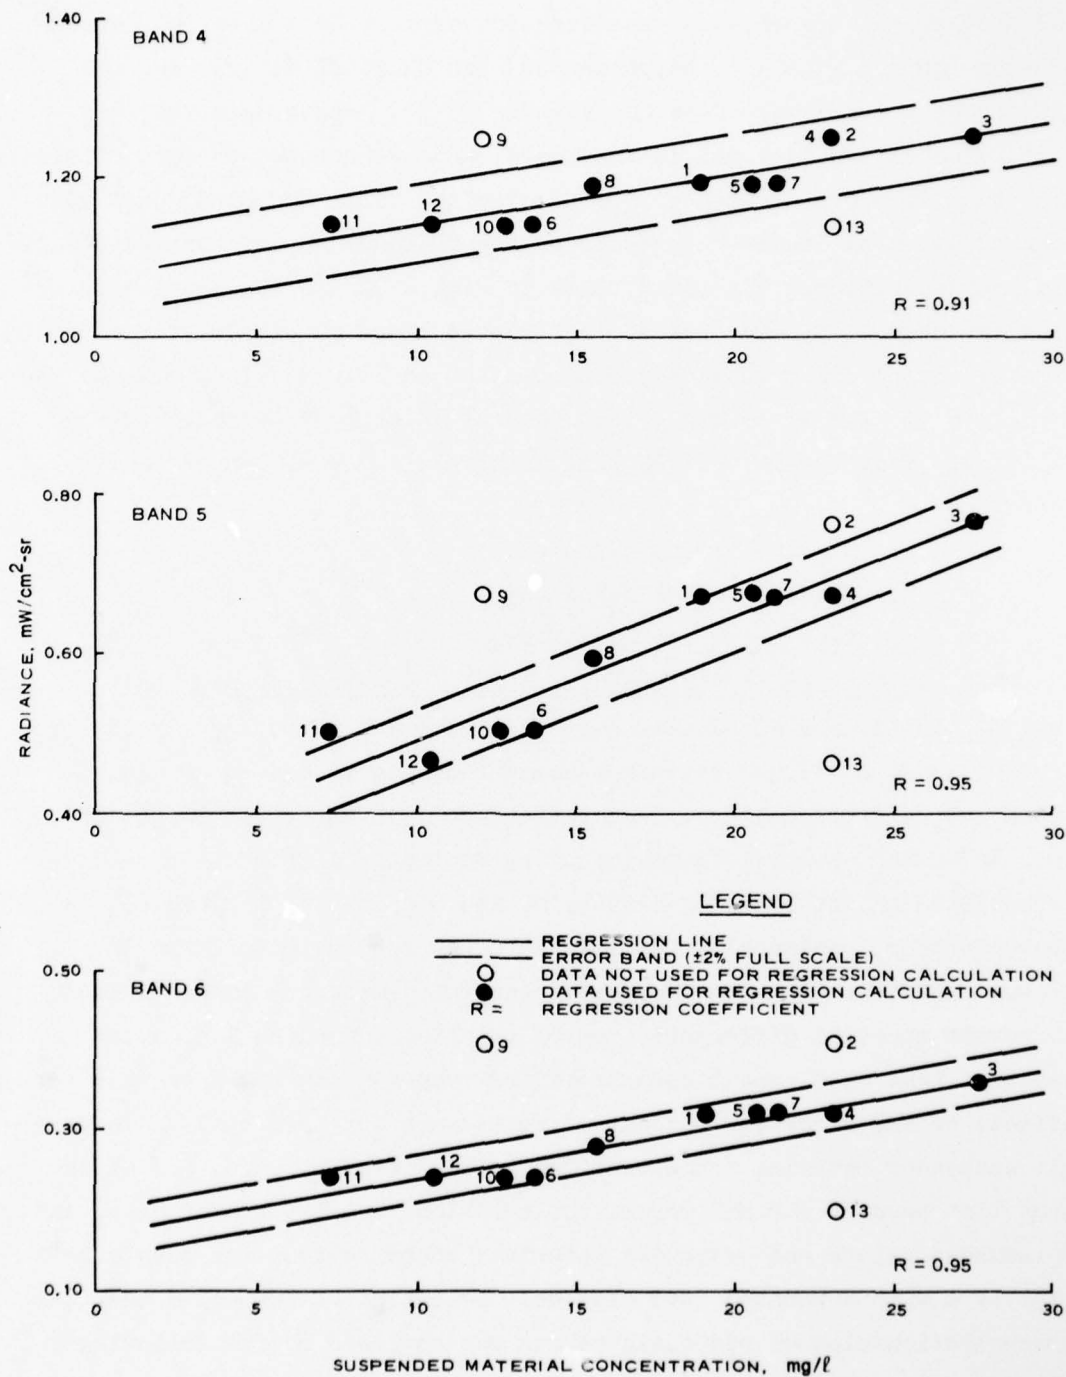 1.40
BAND 4
9
4 2
3
1.20
8
1
5 7
11
12
10 6
13
R = 0.91
1.00
0 5 10 15 20 25 30
RADIANCE, mW/cm²-sr
0.80
BAND 5
2
3
9
1
5
7
4
0.60
8
11
10
6
12
13
R = 0.95
0.40
0 5 10 15 20 25 30
LEGEND
REGRESSION LINE
ERROR BAND (±2% FULL SCALE)
DATA NOT USED FOR REGRESSION CALCULATION
DATA USED FOR REGRESSION CALCULATION
R = REGRESSION COEFFICIENT
0.50
BAND 6
9
2
3
1
5 7
4
0.30
8
12
11
10 6
13
R = 0.95
0.10
0 5 10 15 20 25 30
SUSPENDED MATERIAL CONCENTRATION, mg/ℓ